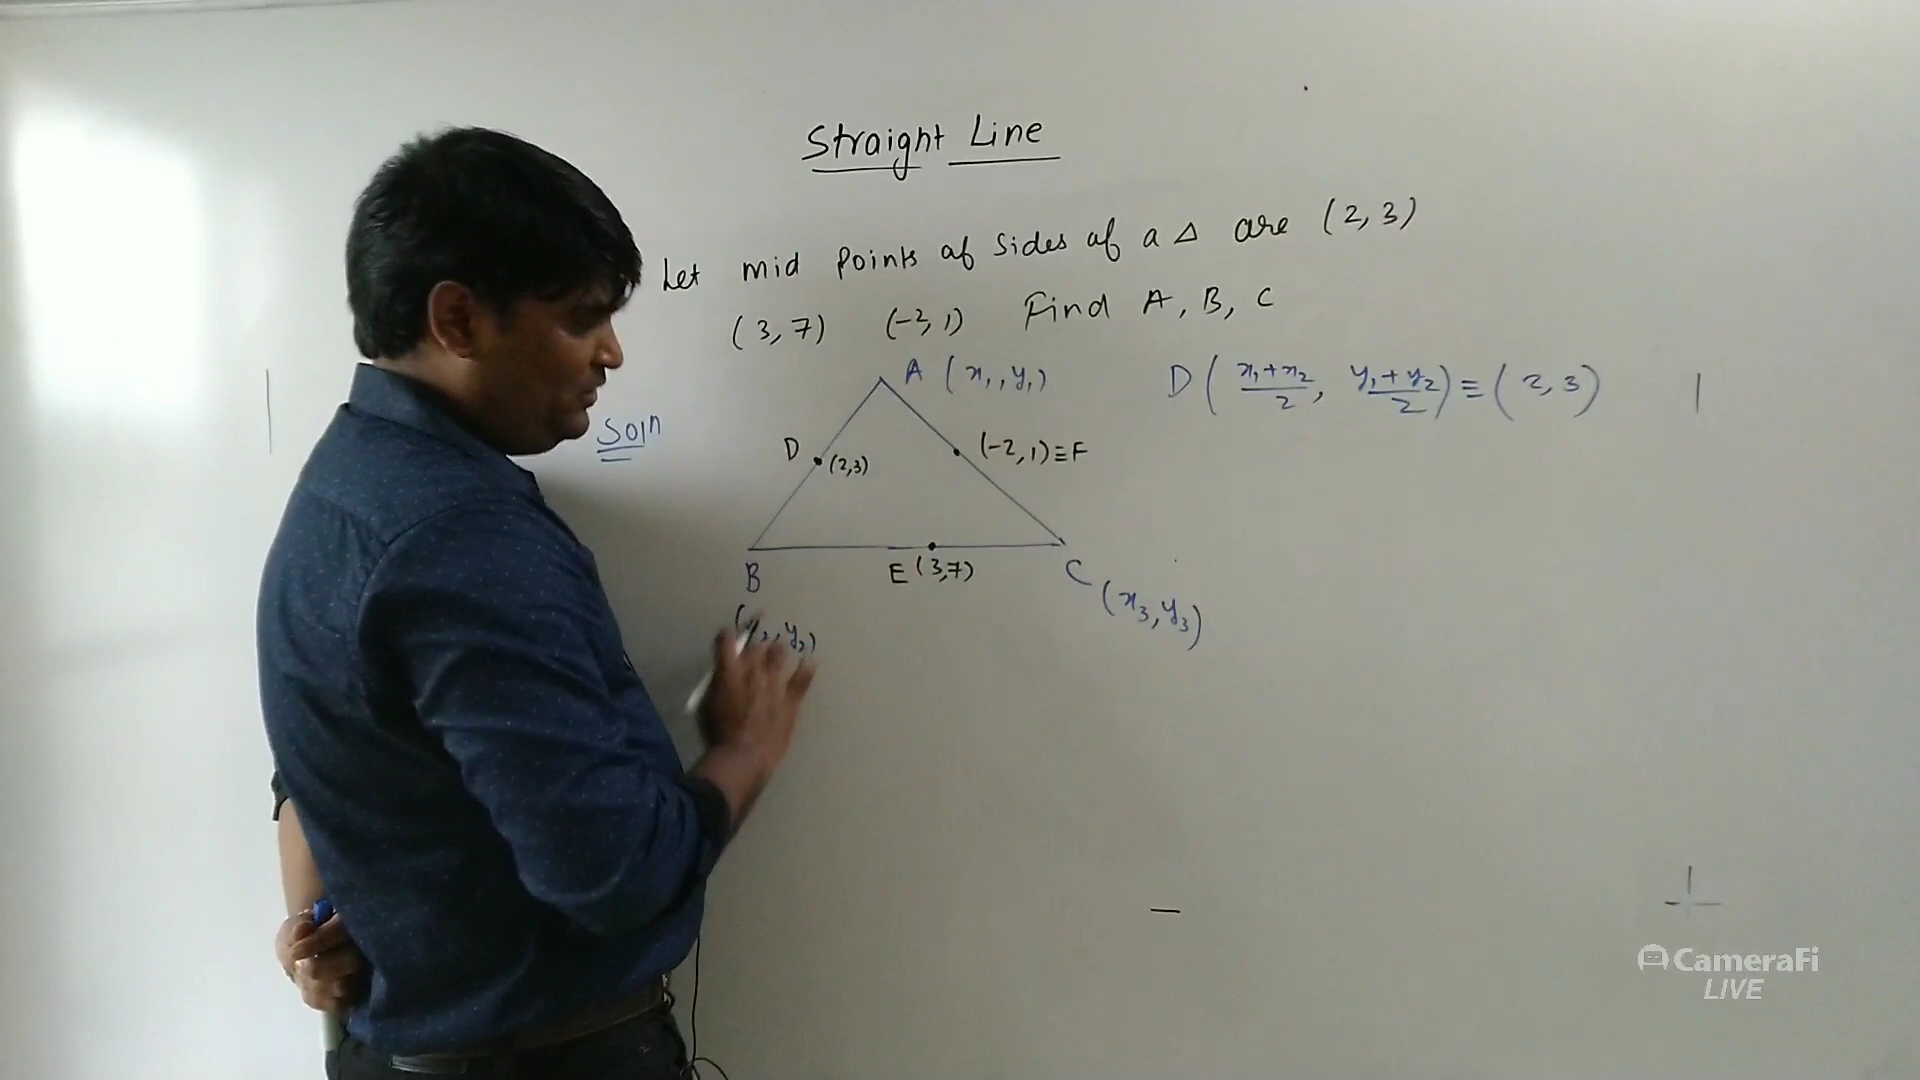 Straight Line
Let mid points of sides of a Δ are (2, 3)
(3, 7) (-2, 1) Find A, B, C
A (x₁, y₁)
D ( x₁+x₂/2, y₁+y₂/2 ) ≡ (2, 3)
Solⁿ
D (2,3)
(-2, 1) ≡ F
B
E (3,7)
C (x₃, y₃)
y₂)
CameraFi
LIVE